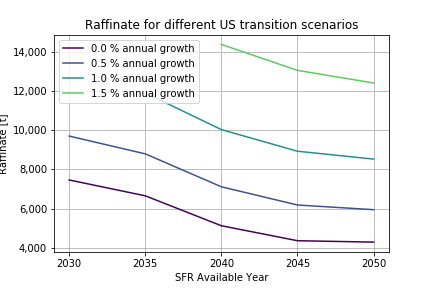 Raffinate for different US transition scenarios
0.0 % annual growth
0.5 % annual growth
1.0 % annual growth
1.5 % annual growth
Raffinate [t]
14,000
12,000
10,000
8,000
6,000
4,000
2030 2035 2040 2045 2050
SFR Available Year